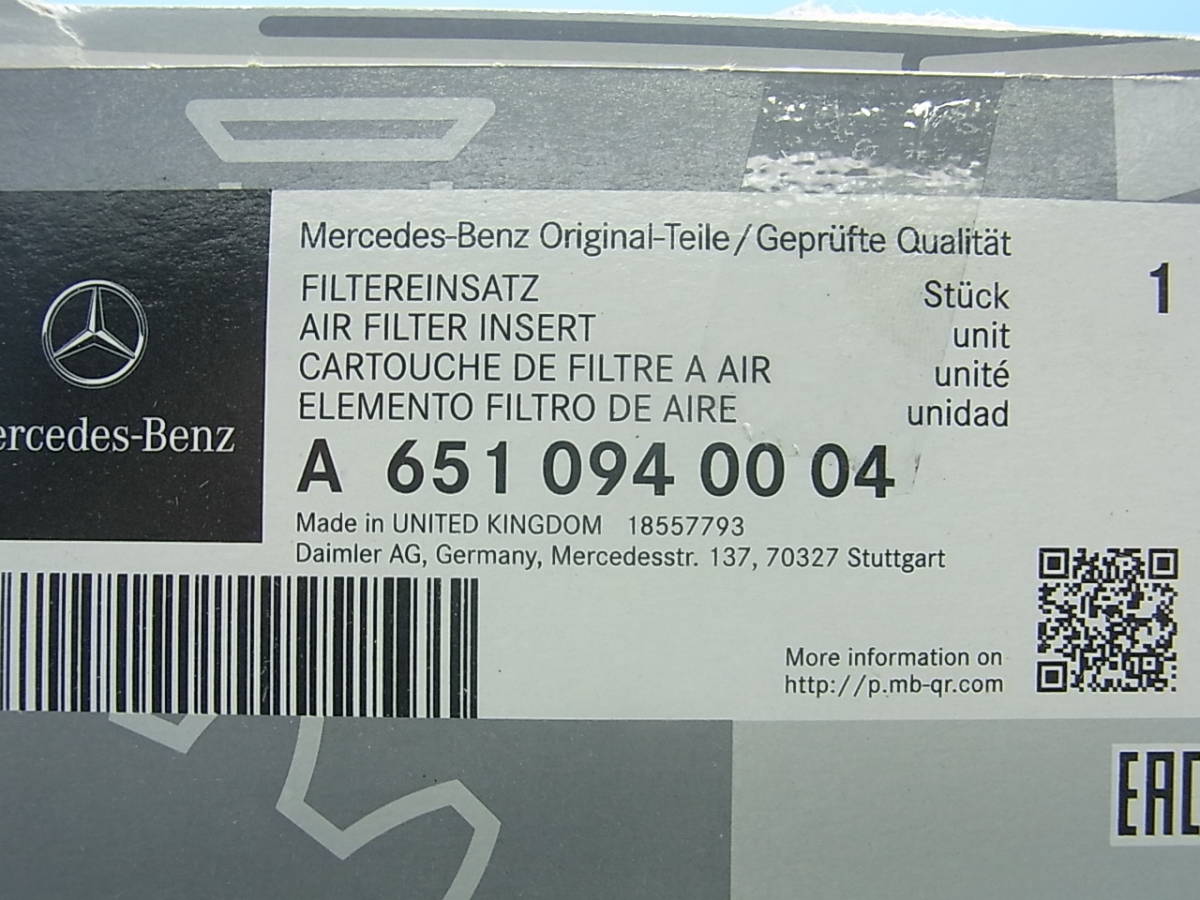 Mercedes-Benz Original-Teile/Geprüfte Qualität
FILTEREINSATZ Stück 1
AIR FILTER INSERT unit
CARTOUCHE DE FILTRE A AIR unité
ELEMENTO FILTRO DE AIRE unidad
ercedes-Benz
A 651 094 00 04
Made in UNITED KINGDOM 18557793
Daimler AG, Germany, Mercedesstr. 137, 70327 Stuttgart
More information on
http://p.mb-qr.com
EAC